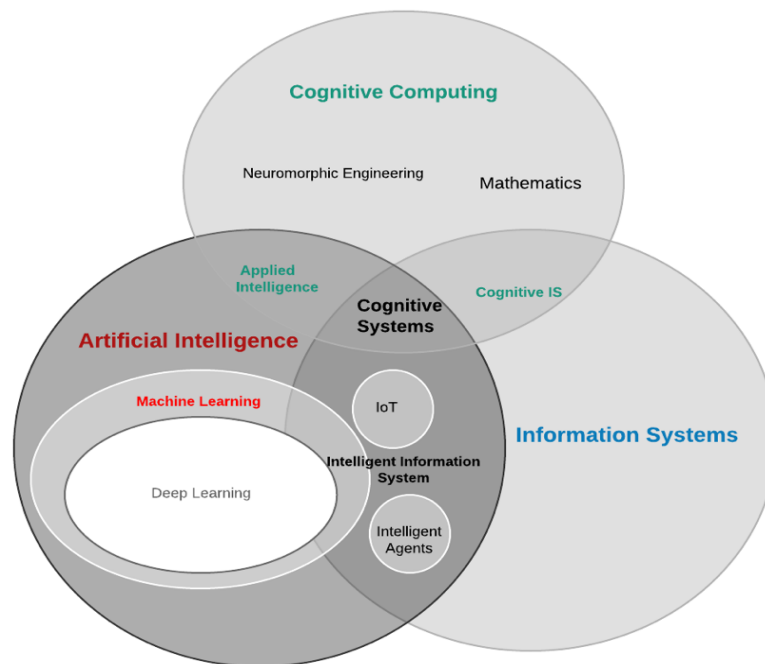 Cognitive Computing
Neuromorphic Engineering
Mathematics
Applied
Intelligence
Cognitive IS
Cognitive
Systems
Artificial Intelligence
Machine Learning
IoT
Information Systems
Intelligent Information
System
Deep Learning
Intelligent
Agents